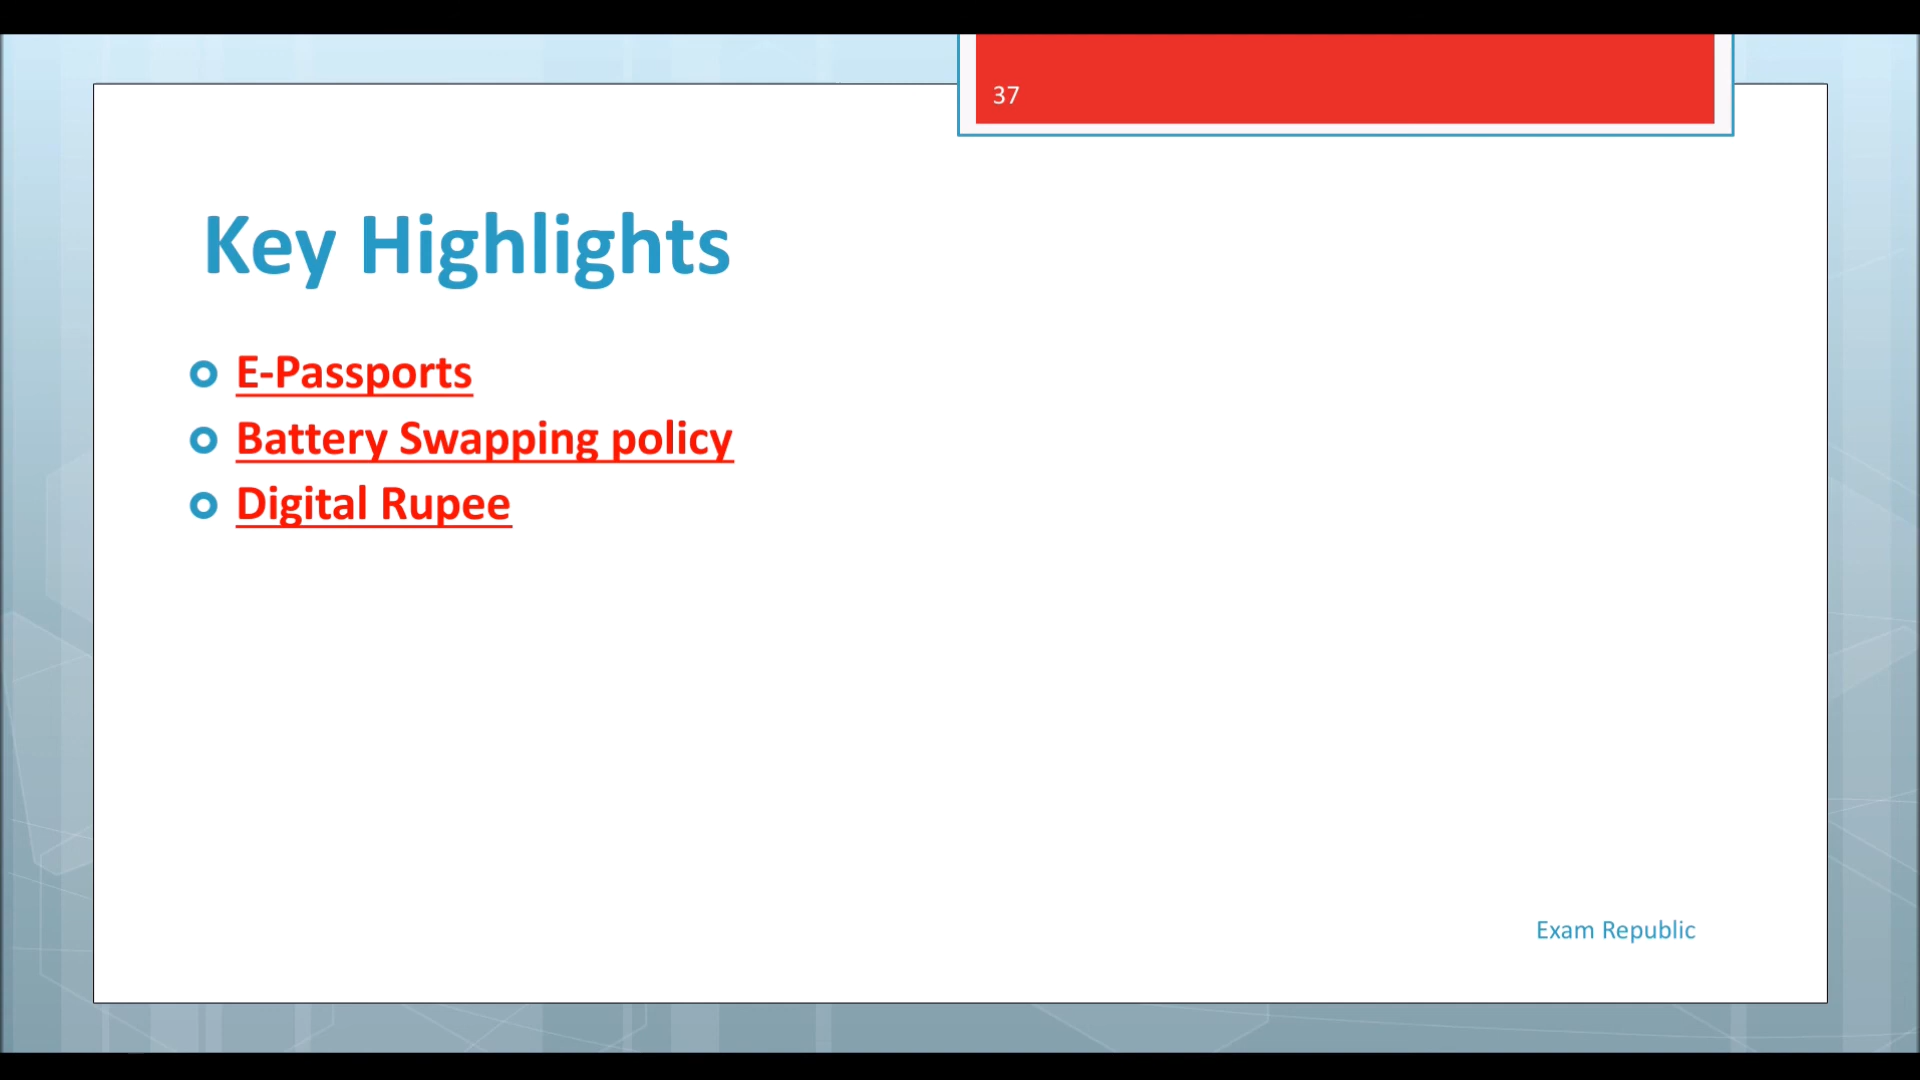 37
Key Highlights
E-Passports
Battery Swapping policy
Digital Rupee
Exam Republic